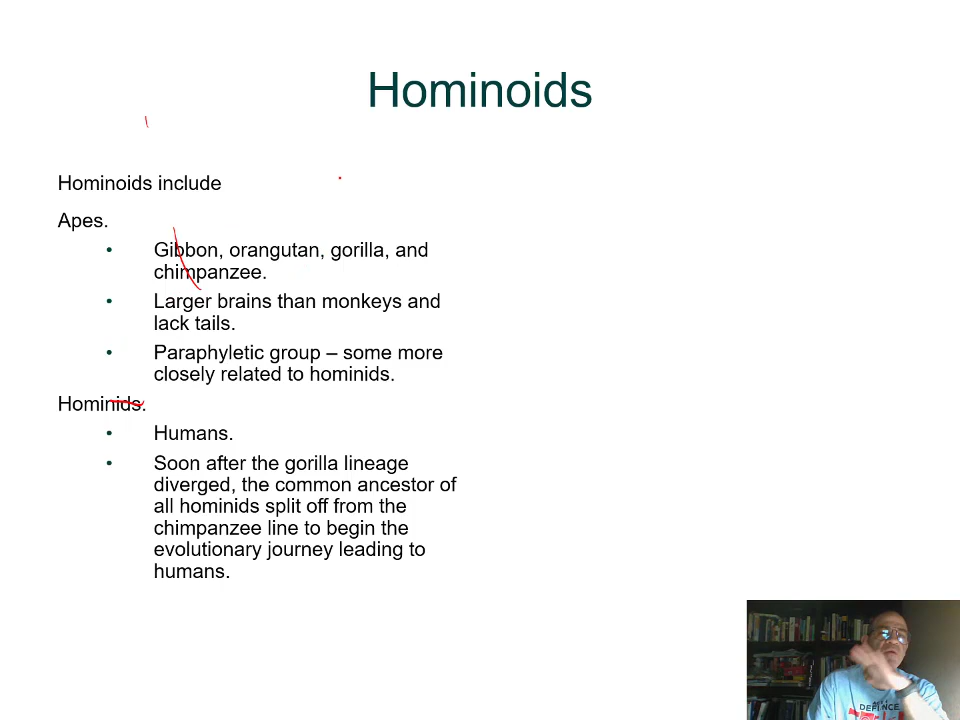 Hominoids
Hominoids include
Apes.
• Gibbon, orangutan, gorilla, and
chimpanzee.
• Larger brains than monkeys and
lack tails.
• Paraphyletic group – some more
closely related to hominids.
Hominids.
• Humans.
• Soon after the gorilla lineage
diverged, the common ancestor of
all hominids split off from the
chimpanzee line to begin the
evolutionary journey leading to
humans.
DEFIANCE